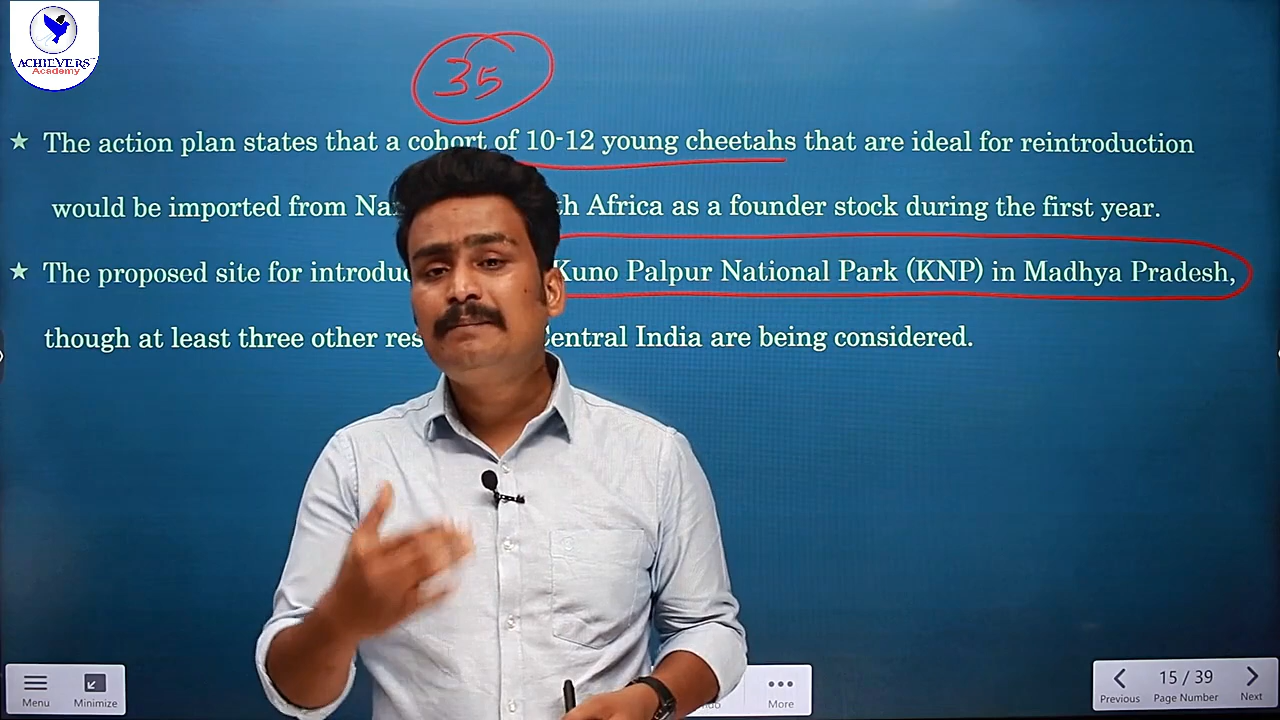 ACHIEVERS
Academy
35
★ The action plan states that a cohort of 10-12 young cheetahs that are ideal for reintroduction
would be imported from Africa as a founder stock during the first year.
★ The proposed site for Kuno Palpur National Park (KNP) in Madhya Pradesh,
though at least three other Central India are being considered.
Menu
Minimize
More
Previous
15 / 39
Page Number
Next